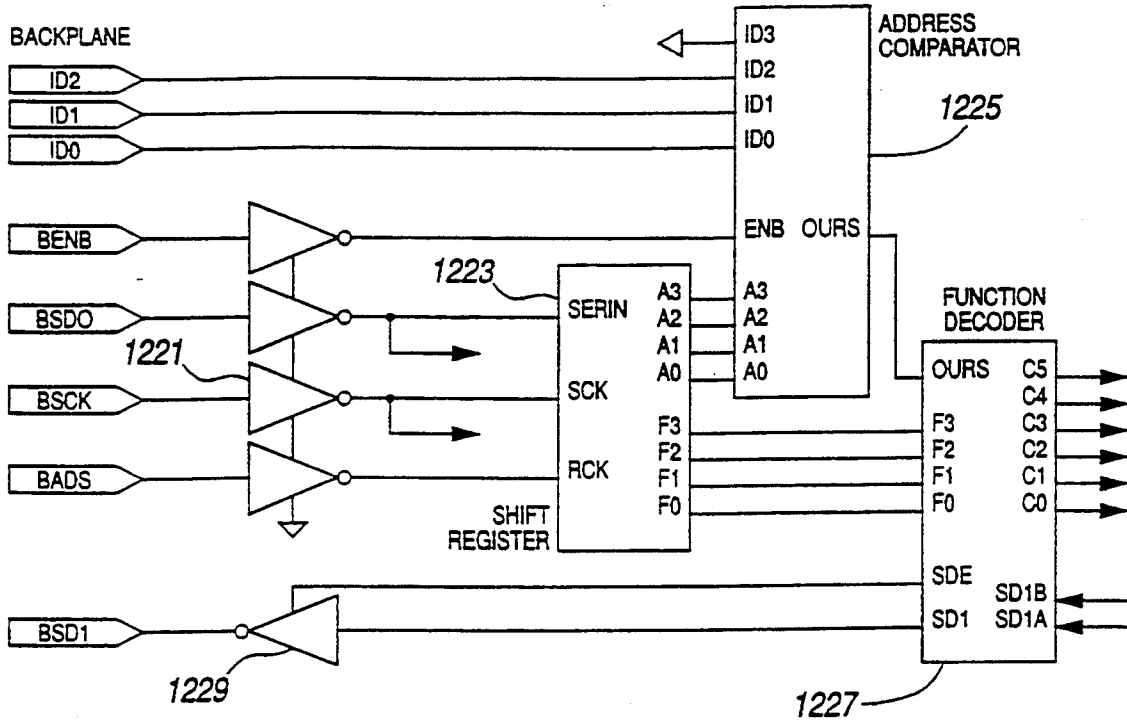 BACKPLANE
ID2
ID1
ID0
BENB
BSDO
1221
BSCK
BADS
BSD1
1229
1223
SERIN
SCK
RCK
A3
A2
A1
A0
F3
F2
F1
F0
SHIFT
REGISTER
ADDRESS
COMPARATOR
1225
ID3
ID2
ID1
ID0
ENB OURS
A3
A2
A1
A0
FUNCTION
DECODER
OURS
F3
F2
F1
F0
SDE
SD1
C5
C4
C3
C2
C1
C0
SD1B
SD1A
1227